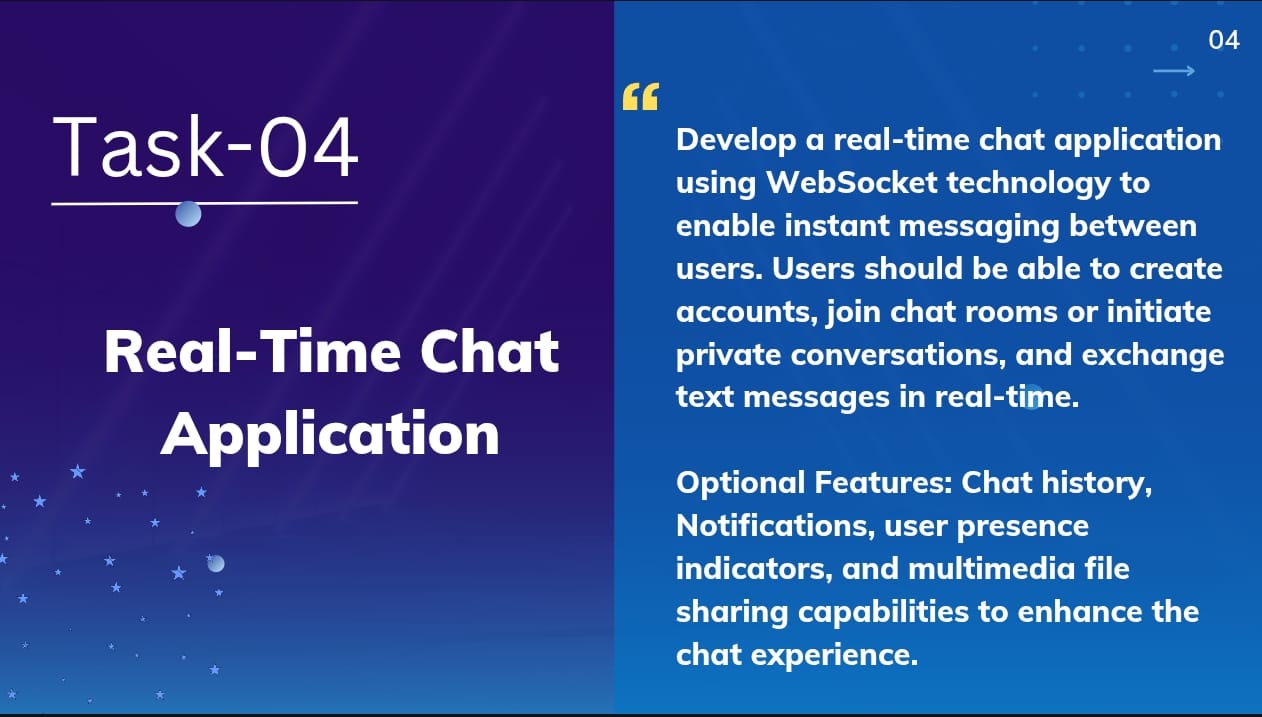 Task-04
Real-Time Chat
Application
04
“
Develop a real-time chat application
using WebSocket technology to
enable instant messaging between
users. Users should be able to create
accounts, join chat rooms or initiate
private conversations, and exchange
text messages in real-time.
Optional Features: Chat history,
Notifications, user presence
indicators, and multimedia file
sharing capabilities to enhance the
chat experience.